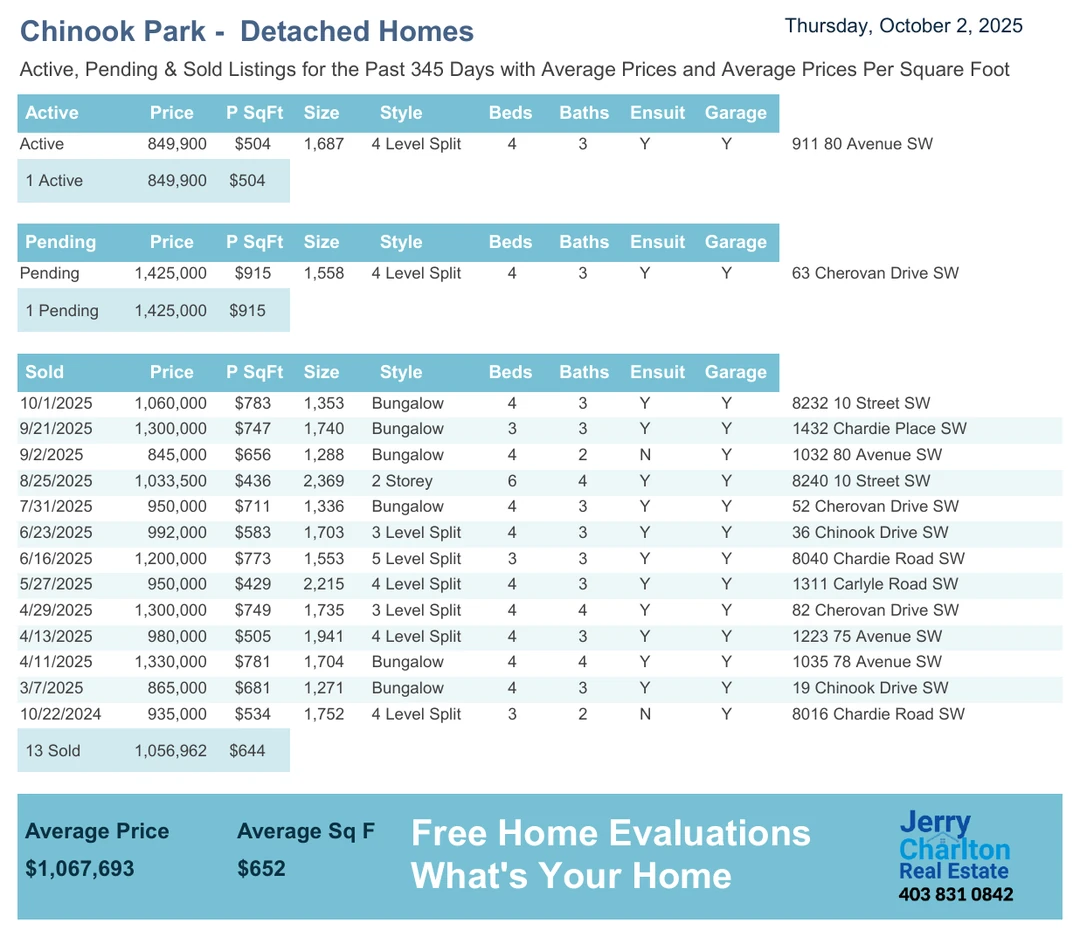 Chinook Park - Detached Homes
Thursday, October 2, 2025
Active, Pending & Sold Listings for the Past 345 Days with Average Prices and Average Prices Per Square Foot
Active Price P SqFt Size Style Beds Baths Ensuit Garage
Active 849,900 $504 1,687 4 Level Split 4 3 Y Y 911 80 Avenue SW
1 Active 849,900 $504
Pending Price P SqFt Size Style Beds Baths Ensuit Garage
Pending 1,425,000 $915 1,558 4 Level Split 4 3 Y Y 63 Cherovan Drive SW
1 Pending 1,425,000 $915
Sold Price P SqFt Size Style Beds Baths Ensuit Garage
10/1/2025 1,060,000 $783 1,353 Bungalow 4 3 Y Y 8232 10 Street SW
9/21/2025 1,300,000 $747 1,740 Bungalow 3 3 Y Y 1432 Chardie Place SW
9/2/2025 845,000 $656 1,288 Bungalow 4 2 N Y 1032 80 Avenue SW
8/25/2025 1,033,500 $436 2,369 2 Storey 6 4 Y Y 8240 10 Street SW
7/31/2025 950,000 $711 1,336 Bungalow 4 3 Y Y 52 Cherovan Drive SW
6/23/2025 992,000 $583 1,703 3 Level Split 4 3 Y Y 36 Chinook Drive SW
6/16/2025 1,200,000 $773 1,553 5 Level Split 3 3 Y Y 8040 Chardie Road SW
5/27/2025 950,000 $429 2,215 4 Level Split 4 3 Y Y 1311 Carlyle Road SW
4/29/2025 1,300,000 $749 1,735 3 Level Split 4 4 Y Y 82 Cherovan Drive SW
4/13/2025 980,000 $505 1,941 4 Level Split 4 3 Y Y 1223 75 Avenue SW
4/11/2025 1,330,000 $781 1,704 Bungalow 4 4 Y Y 1035 78 Avenue SW
3/7/2025 865,000 $681 1,271 Bungalow 4 3 Y Y 19 Chinook Drive SW
10/22/2024 935,000 $534 1,752 4 Level Split 3 2 N Y 8016 Chardie Road SW
13 Sold 1,056,962 $644
Average Price Average Sq F
$1,067,693 $652
Free Home Evaluations
What's Your Home
Jerry
Charlton
Real Estate
403 831 0842